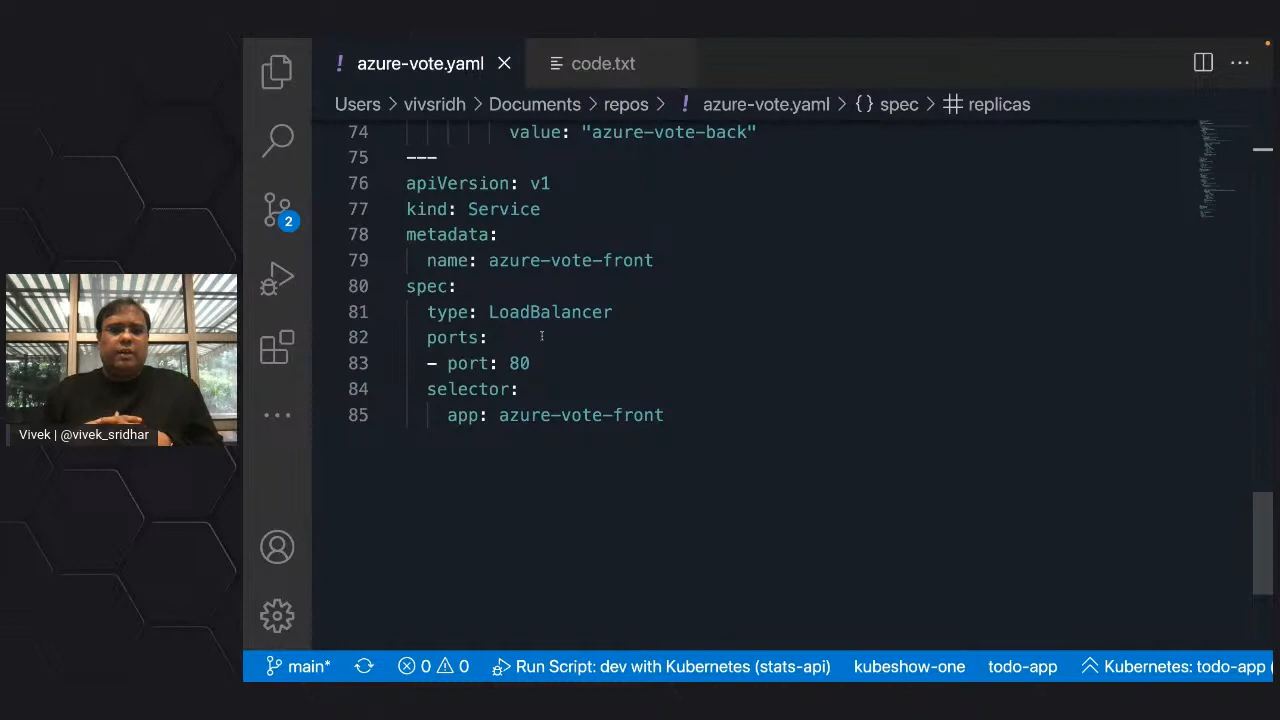 azure-vote.yaml
code.txt
Users > vivsridh > Documents > repos > ! azure-vote.yaml > {} spec > # replicas
74 value: "azure-vote-back"
75 ---
76 apiVersion: v1
77 kind: Service
78 metadata:
79 name: azure-vote-front
80 spec:
81 type: LoadBalancer
82 ports:
83 - port: 80
84 selector:
85 app: azure-vote-front
2
Vivek | @vivek_sridhar
main* 0 0 Run Script: dev with Kubernetes (stats-api) kubeshow-one todo-app Kubernetes: todo-app (